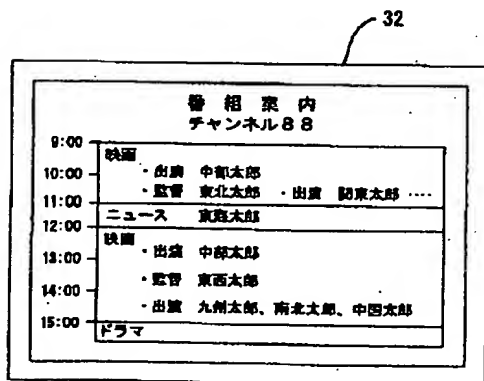 32
番組案内
チャンネル88
9:00
映画
10:00
・出演 中部太郎
・監督 東北太郎 ・出演 関東太郎 ・・・・
11:00
ニュース 東海太郎
12:00
映画
・出演 中部太郎
13:00
・監督 東西太郎
14:00
・出演 九州太郎、南北太郎、中国太郎
15:00
ドラマ